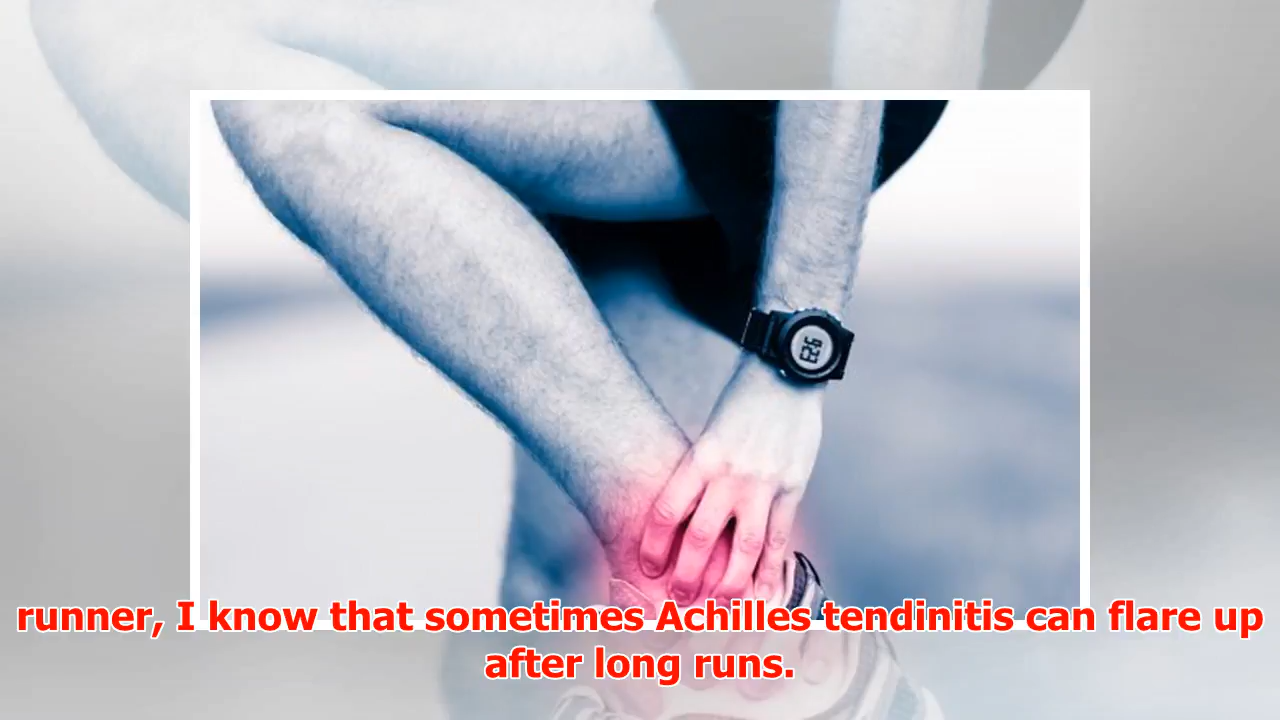 runner, I know that sometimes Achilles tendinitis can flare up
after long runs.